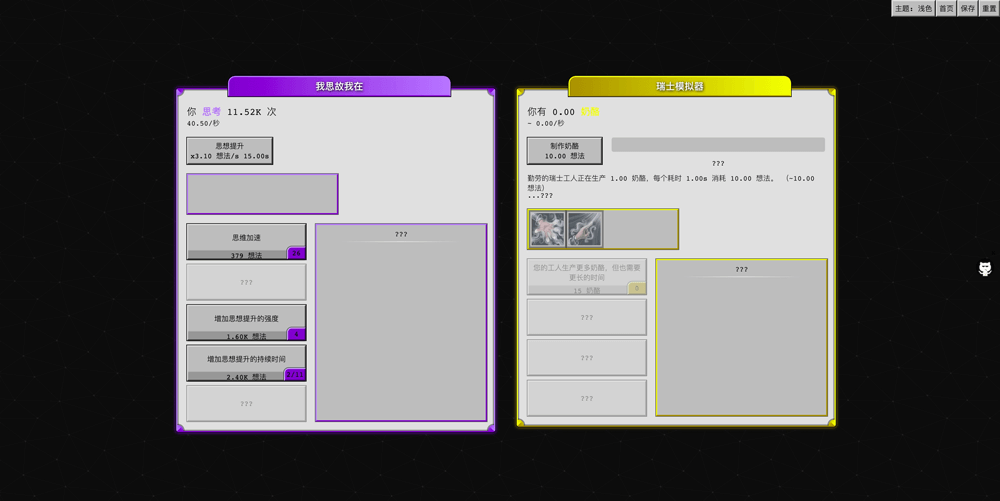 主题: 浅色
首页
保存
重置
我思故我在
你 思考 11.52K 次
40.50/秒
思想提升
x3.10 想法/s 15.00s
思维加速
379 想法
26
???
增加思想提升的强度
1.60K 想法
4
增加思想提升的持续时间
2.40K 想法
3/11
???
???
瑞士模拟器
你有 0.00 奶酪
~ 0.00/秒
制作奶酪
10.00 想法
???
勤劳的瑞士工人正在生产 1.00 奶酪, 每个耗时 1.00s 消耗 10.00 想法。 (~10.00
想法)
...???
您的工人生产更多奶酪, 但也需要
更长的时间
15 奶酪
0
???
???
???
???